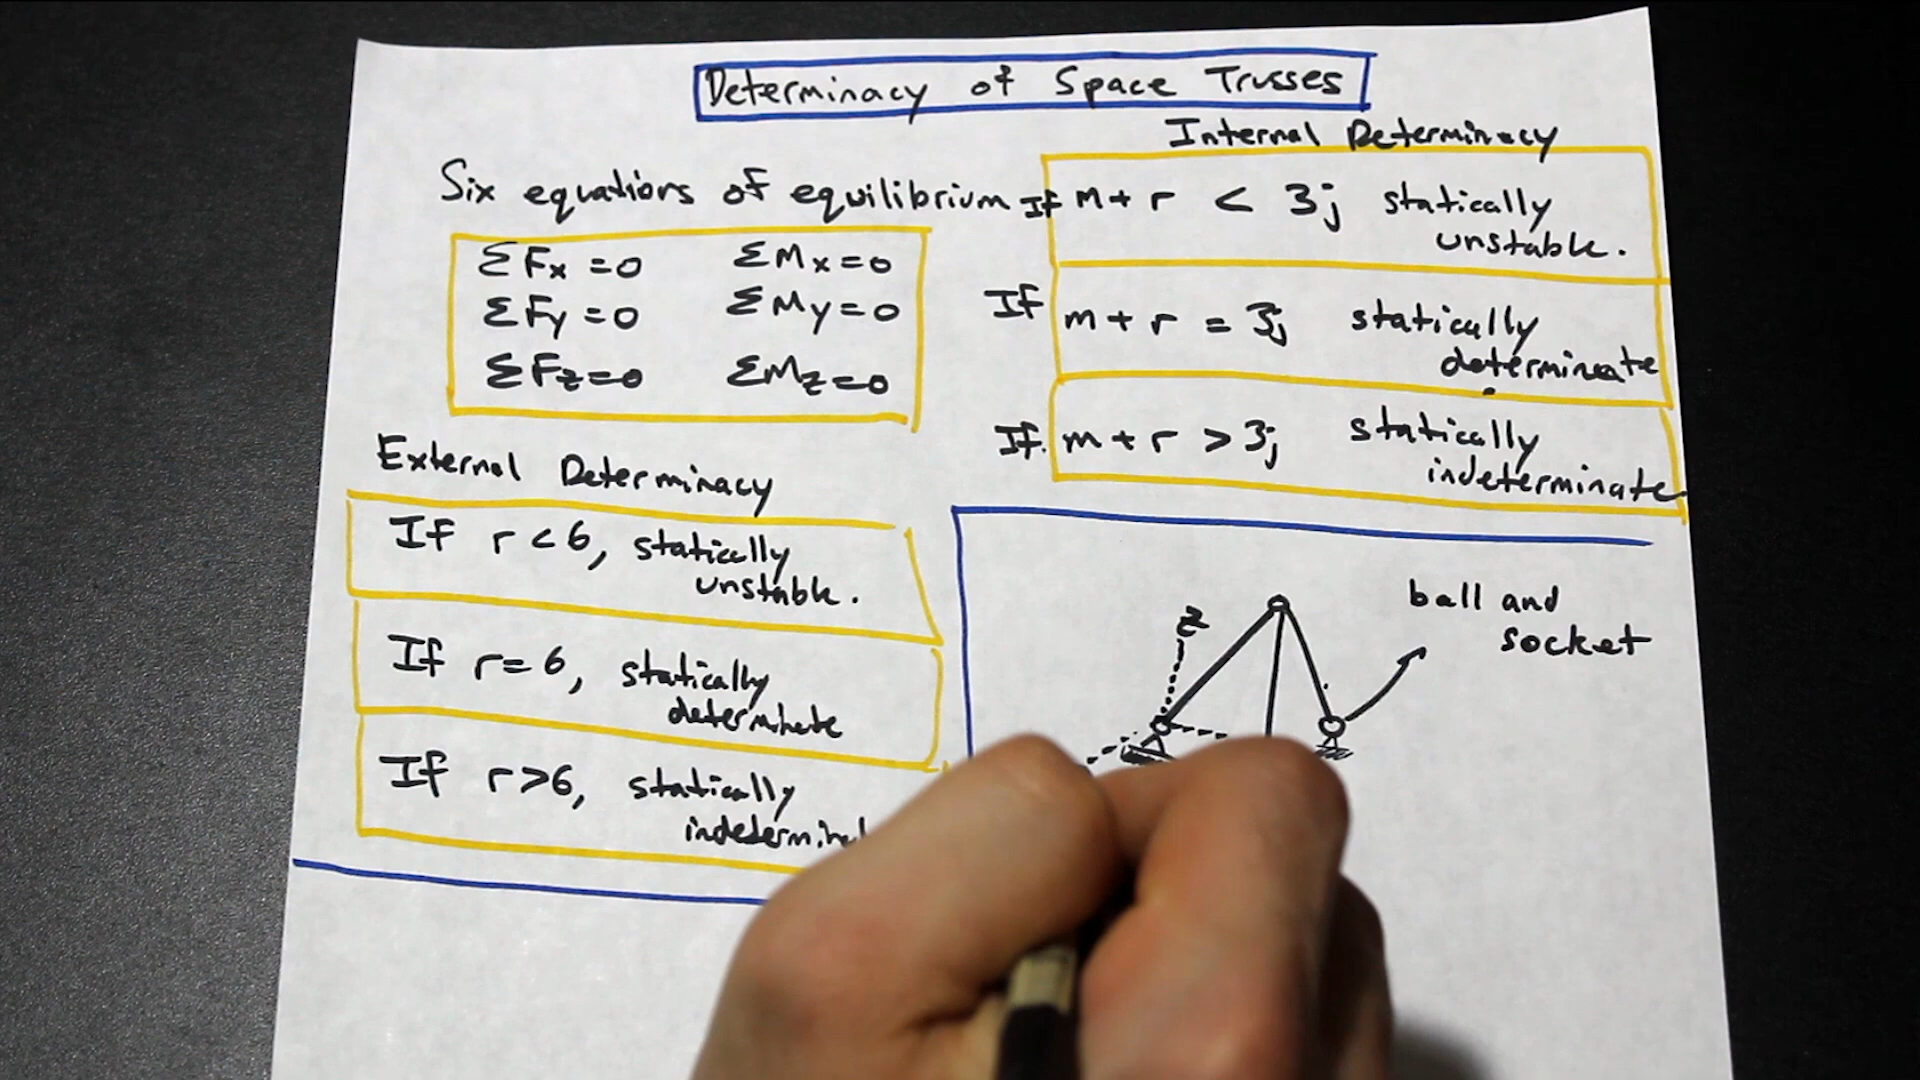 Determinacy of Space Trusses
Six equations of equilibrium
ΣFx=0 ΣMx=0
ΣFy=0 ΣMy=0
ΣFz=0 ΣMz=0
External Determinacy
If r<6, statically
unstable.
If r=6, statically
determinate
If r>6, statically
Internal Determinacy
If m+r < 3j statically
unstable.
If m+r = 3j statically
determineate
If. m+r >3j statically
indeterminate
ball and
socket
z